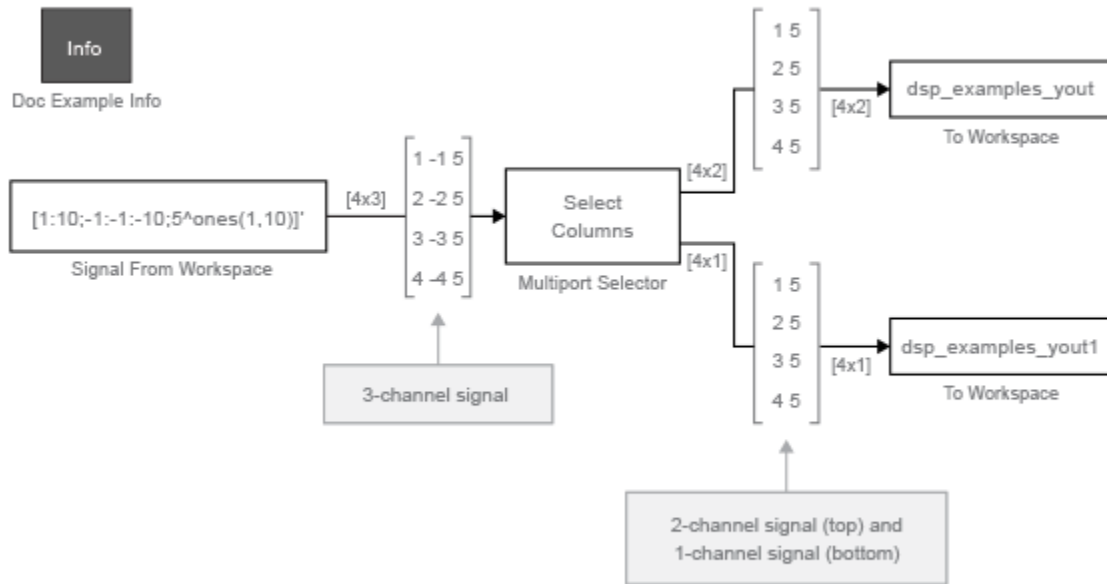 Info
Doc Example Info
[1:10;-1:-1:-10;5^ones(1,10)]'
Signal From Workspace
[4x3]
1 -1 5
2 -2 5
3 -3 5
4 -4 5
3-channel signal
Select
Columns
Multiport Selector
[4x2]
[4x1]
1 5
2 5
3 5
4 5
[4x2]
dsp_examples_yout
To Workspace
1 5
2 5
3 5
4 5
[4x1]
dsp_examples_yout1
To Workspace
2-channel signal (top) and
1-channel signal (bottom)